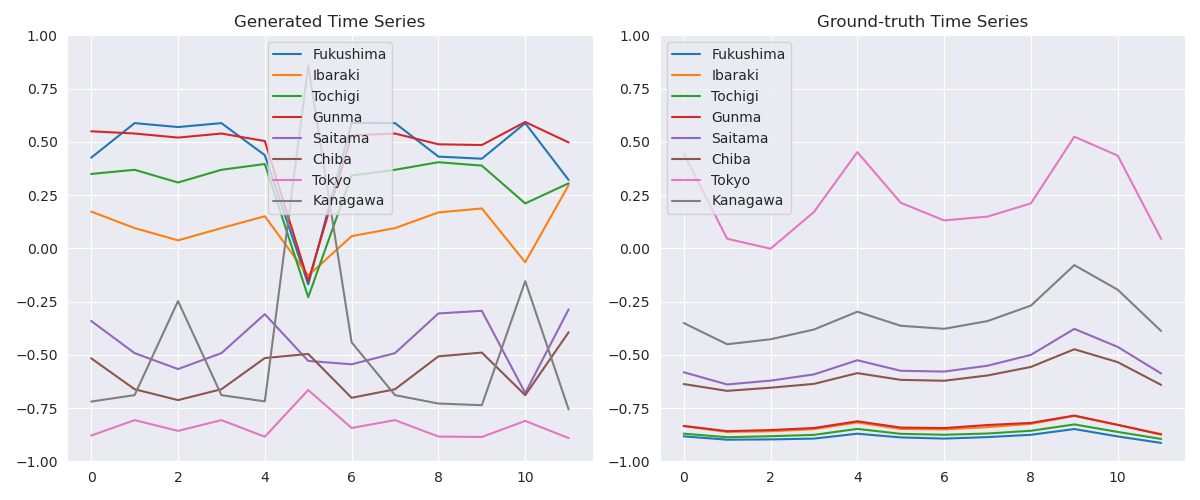 Generated Time Series
1.00
0.75
0.50
0.25
0.00
−0.25
−0.50
−0.75
−1.00
0 2 4 6 8 10
Fukushima
Ibaraki
Tochigi
Gunma
Saitama
Chiba
Tokyo
Kanagawa
Ground-truth Time Series
1.00
0.75
0.50
0.25
0.00
−0.25
−0.50
−0.75
−1.00
0 2 4 6 8 10
Fukushima
Ibaraki
Tochigi
Gunma
Saitama
Chiba
Tokyo
Kanagawa